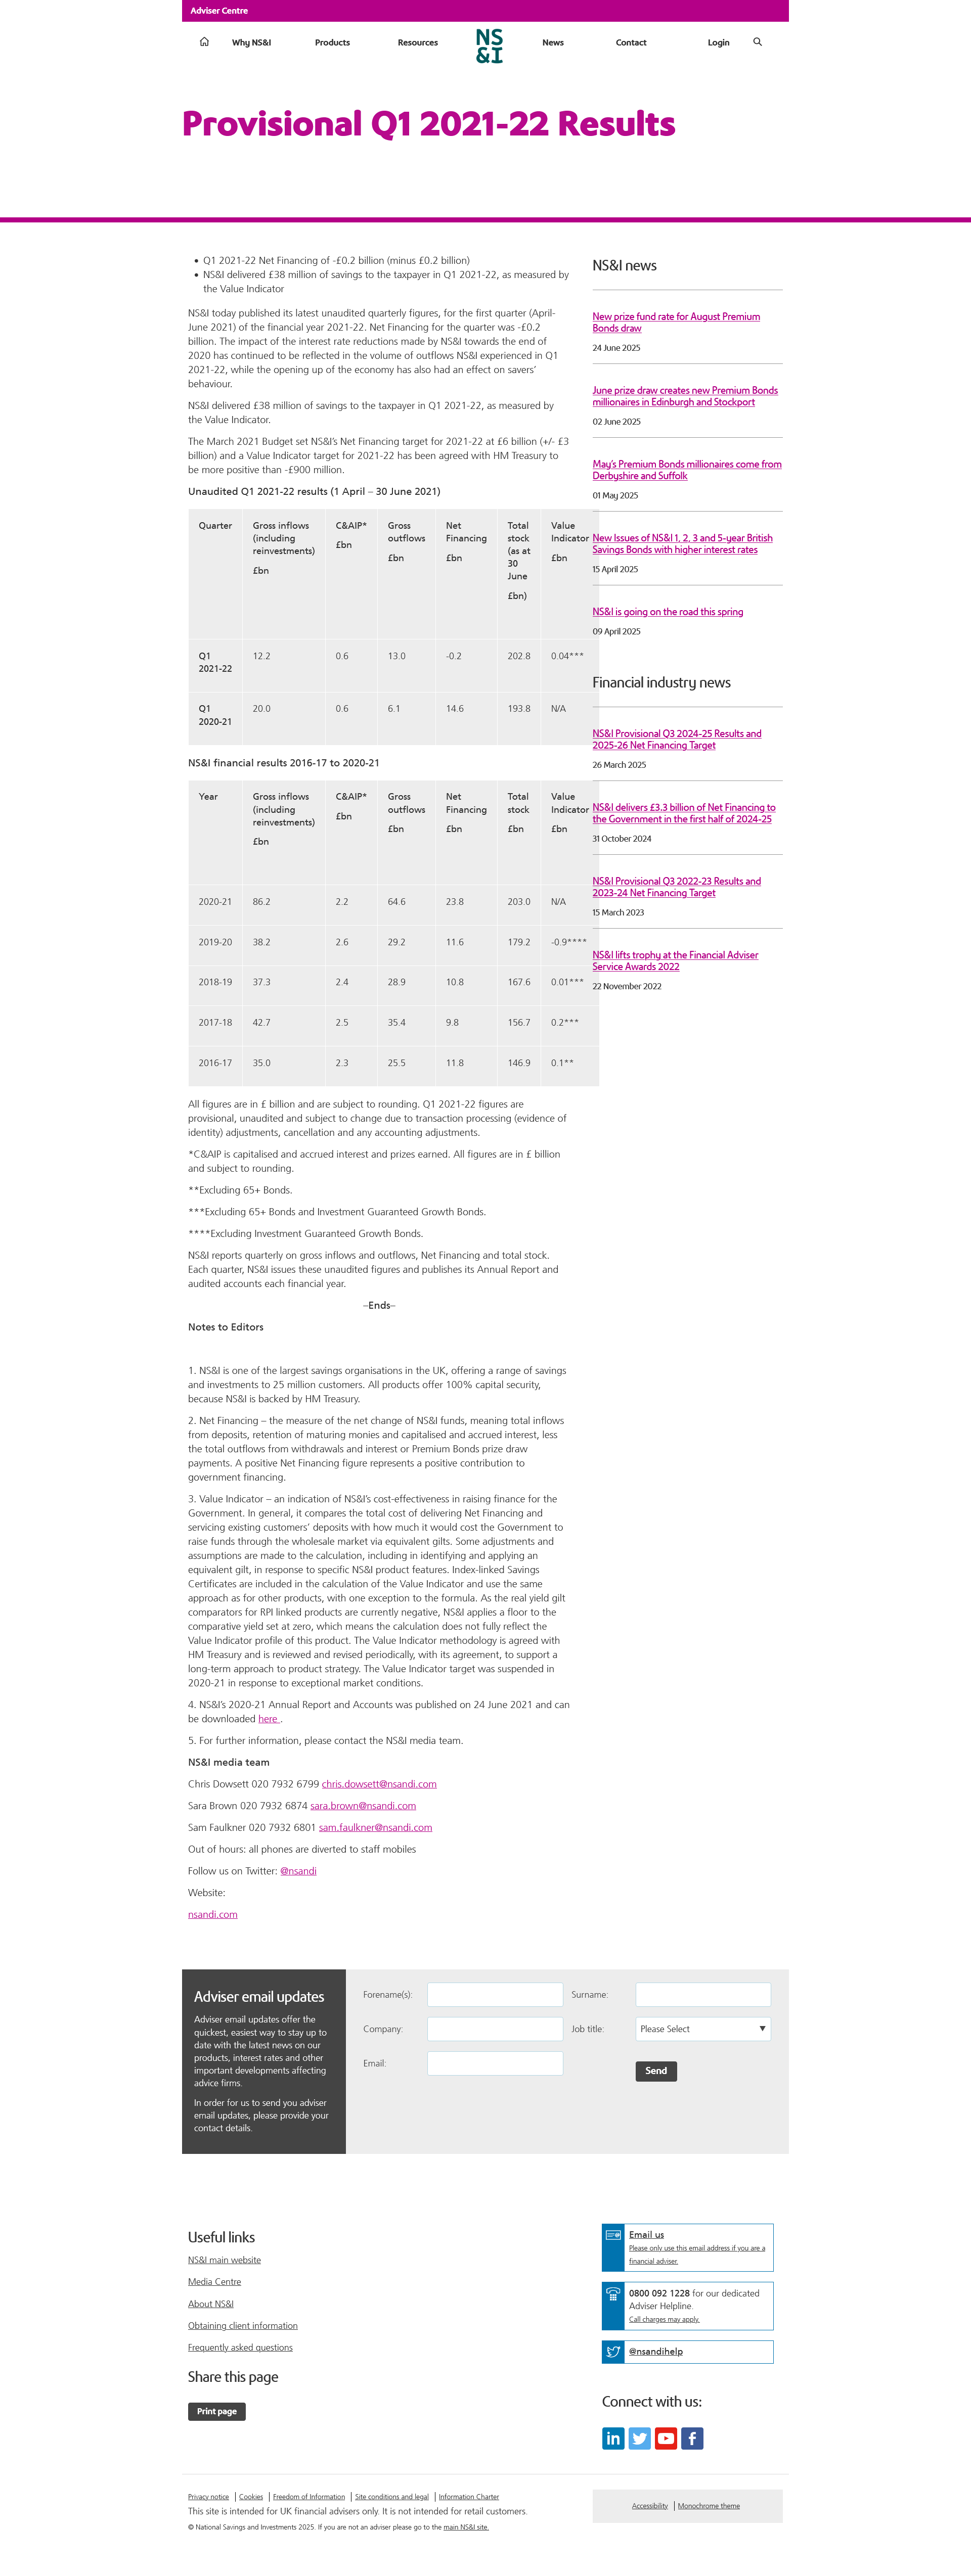 Adviser Centre
Why NS&I
Products
Resources
NS
&I
News
Contact
Login
Provisional Q1 2021-22 Results
• Q1 2021-22 Net Financing of -£0.2 billion (minus £0.2 billion)
• NS&I delivered £38 million of savings to the taxpayer in Q1 2021-22, as measured by
the Value Indicator
NS&I today published its latest unaudited quarterly figures, for the first quarter (April-
June 2021) of the financial year 2021-22. Net Financing for the quarter was -£0.2
billion. The impact of the interest rate reductions made by NS&I towards the end of
2020 has continued to be reflected in the volume of outflows NS&I experienced in Q1
2021-22, while the opening up of the economy has also had an effect on savers’
behaviour.
NS&I delivered £38 million of savings to the taxpayer in Q1 2021-22, as measured by
the Value Indicator.
The March 2021 Budget set NS&I’s Net Financing target for 2021-22 at £6 billion (+/- £3
billion) and a Value Indicator target for 2021-22 has been agreed with HM Treasury to
be more positive than -£900 million.
Unaudited Q1 2021-22 results (1 April – 30 June 2021)
Quarter
Gross inflows
(including
reinvestments)
£bn
C&AIP*
£bn
Gross
outflows
£bn
Net
Financing
£bn
Total
stock
(as at
30
June
£bn)
Value
Indicator
£bn
Q1
2021-22
12.2
0.6
13.0
-0.2
202.8
0.04***
Q1
2020-21
20.0
0.6
6.1
14.6
193.8
N/A
NS&I financial results 2016-17 to 2020-21
Year
Gross inflows
(including
reinvestments)
£bn
C&AIP*
£bn
Gross
outflows
£bn
Net
Financing
£bn
Total
stock
£bn
Value
Indicator
£bn
2020-21 86.2 2.2 64.6 23.8 203.0 N/A
2019-20 38.2 2.6 29.2 11.6 179.2 -0.9****
2018-19 37.3 2.4 28.9 10.8 167.6 0.01***
2017-18 42.7 2.5 35.4 9.8 156.7 0.2***
2016-17 35.0 2.3 25.5 11.8 146.9 0.1**
All figures are in £ billion and are subject to rounding. Q1 2021-22 figures are
provisional, unaudited and subject to change due to transaction processing (evidence of
identity) adjustments, cancellation and any accounting adjustments.
*C&AIP is capitalised and accrued interest and prizes earned. All figures are in £ billion
and subject to rounding.
**Excluding 65+ Bonds.
***Excluding 65+ Bonds and Investment Guaranteed Growth Bonds.
****Excluding Investment Guaranteed Growth Bonds.
NS&I reports quarterly on gross inflows and outflows, Net Financing and total stock.
Each quarter, NS&I issues these unaudited figures and publishes its Annual Report and
audited accounts each financial year.
–Ends–
Notes to Editors
1. NS&I is one of the largest savings organisations in the UK, offering a range of savings
and investments to 25 million customers. All products offer 100% capital security,
because NS&I is backed by HM Treasury.
2. Net Financing – the measure of the net change of NS&I funds, meaning total inflows
from deposits, retention of maturing monies and capitalised and accrued interest, less
the total outflows from withdrawals and interest or Premium Bonds prize draw
payments. A positive Net Financing figure represents a positive contribution to
government financing.
3. Value Indicator – an indication of NS&I’s cost-effectiveness in raising finance for the
Government. In general, it compares the total cost of delivering Net Financing and
servicing existing customers’ deposits with how much it would cost the Government to
raise funds through the wholesale market via equivalent gilts. Some adjustments and
assumptions are made to the calculation, including in identifying and applying an
equivalent gilt, in response to specific NS&I product features. Index-linked Savings
Certificates are included in the calculation of the Value Indicator and use the same
approach as for other products, with one exception to the formula. As the real yield gilt
comparators for RPI linked products are currently negative, NS&I applies a floor to the
comparative yield set at zero, which means the calculation does not fully reflect the
Value Indicator profile of this product. The Value Indicator methodology is agreed with
HM Treasury and is reviewed and revised periodically, with its agreement, to support a
long-term approach to product strategy. The Value Indicator target was suspended in
2020-21 in response to exceptional market conditions.
4. NS&I’s 2020-21 Annual Report and Accounts was published on 24 June 2021 and can
be downloaded here .
5. For further information, please contact the NS&I media team.
NS&I media team
Chris Dowsett 020 7932 6799 chris.dowsett@nsandi.com
Sara Brown 020 7932 6874 sara.brown@nsandi.com
Sam Faulkner 020 7932 6801 sam.faulkner@nsandi.com
Out of hours: all phones are diverted to staff mobiles
Follow us on Twitter: @nsandi
Website:
nsandi.com
NS&I news
New prize fund rate for August Premium
Bonds draw
24 June 2025
June prize draw creates new Premium Bonds
millionaires in Edinburgh and Stockport
02 June 2025
May’s Premium Bonds millionaires come from
Derbyshire and Suffolk
01 May 2025
New Issues of NS&I 1, 2, 3 and 5-year British
Savings Bonds with higher interest rates
15 April 2025
NS&I is going on the road this spring
09 April 2025
Financial industry news
NS&I Provisional Q3 2024-25 Results and
2025-26 Net Financing Target
26 March 2025
NS&I delivers £3.3 billion of Net Financing to
the Government in the first half of 2024-25
31 October 2024
NS&I Provisional Q3 2022-23 Results and
2023-24 Net Financing Target
15 March 2023
NS&I lifts trophy at the Financial Adviser
Service Awards 2022
22 November 2022
Adviser email updates
Adviser email updates offer the
quickest, easiest way to stay up to
date with the latest news on our
products, interest rates and other
important developments affecting
advice firms.
In order for us to send you adviser
email updates, please provide your
contact details.
Forename(s):
Surname:
Company:
Job title:
Please Select
Email:
Send
Useful links
NS&I main website
Media Centre
About NS&I
Obtaining client information
Frequently asked questions
Share this page
Print page
Email us
Please only use this email address if you are a
financial adviser.
0800 092 1228 for our dedicated
Adviser Helpline.
Call charges may apply.
@nsandihelp
Connect with us:
Privacy notice | Cookies | Freedom of Information | Site conditions and legal | Information Charter
This site is intended for UK financial advisers only. It is not intended for retail customers.
© National Savings and Investments 2025. If you are not an adviser please go to the main NS&I site.
Accessibility | Monochrome theme